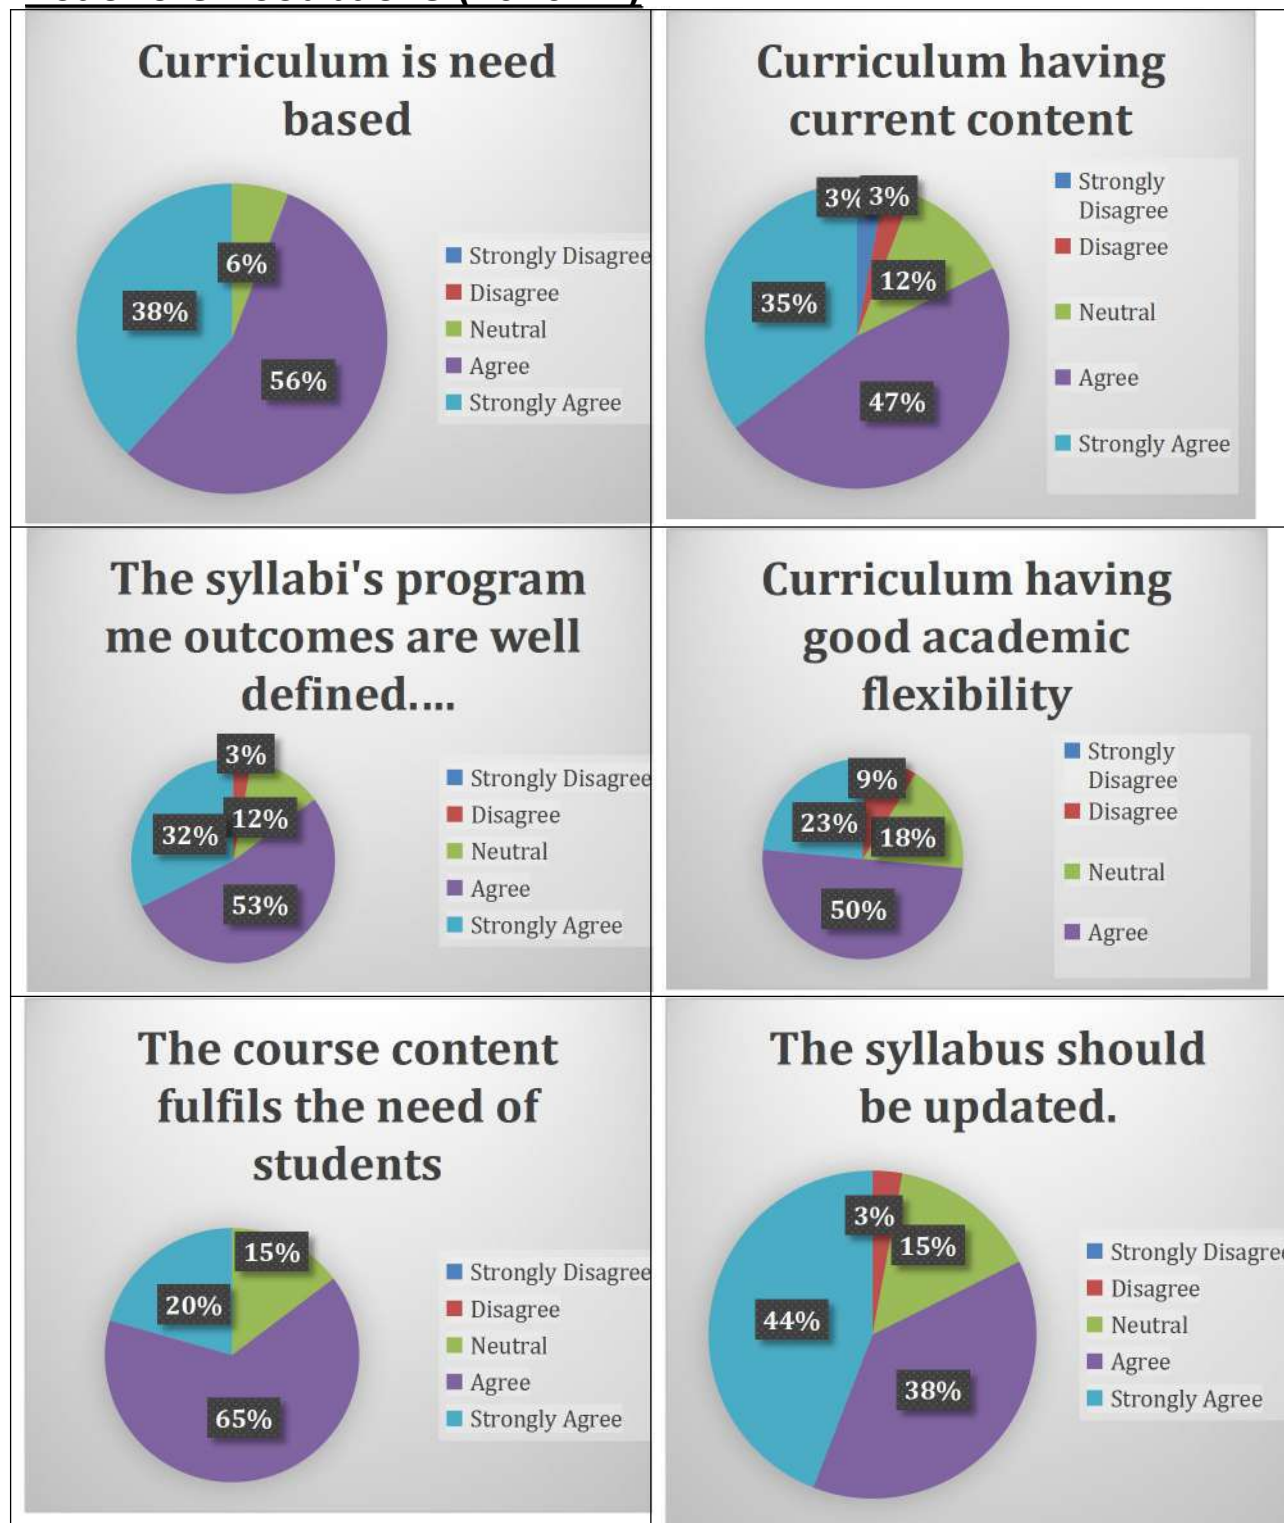 Curriculum is need
based
6%
38%
56%
Strongly Disagree
Disagree
Neutral
Agree
Strongly Agree
Curriculum having
current content
3%
3%
12%
35%
47%
Strongly
Disagree
Disagree
Neutral
Agree
Strongly Agree
The syllabi's program
me outcomes are well
defined....
3%
12%
32%
53%
Strongly Disagree
Disagree
Neutral
Agree
Strongly Agree
Curriculum having
good academic
flexibility
9%
23%
18%
50%
Strongly
Disagree
Disagree
Neutral
Agree
The course content
fulfils the need of
students
15%
20%
65%
Strongly Disagree
Disagree
Neutral
Agree
Strongly Agree
The syllabus should
be updated.
3%
15%
44%
38%
Strongly Disagree
Disagree
Neutral
Agree
Strongly Agree